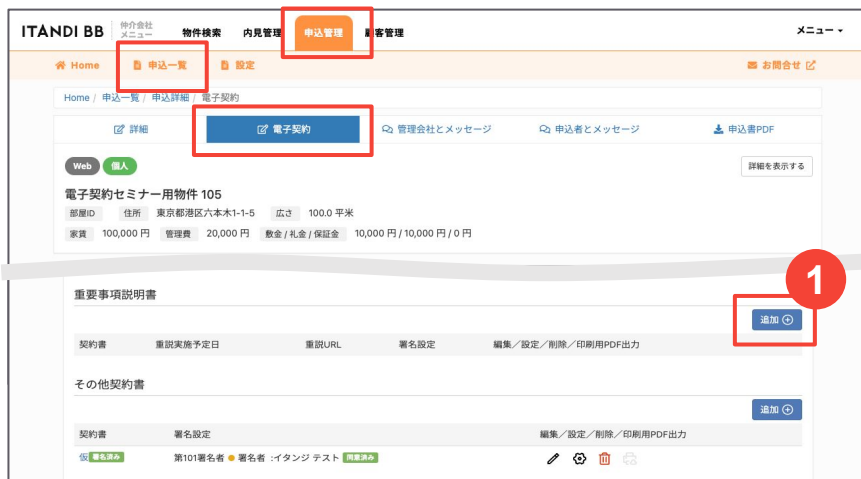 ITANDI BB 仲介会社 メニュー 物件検索 内見管理 申込管理 顧客管理 メニュー
Home 申込一覧 設定 お問合せ
Home / 申込一覧 / 申込詳細 / 電子契約
詳細 電子契約 管理会社とメッセージ 申込者とメッセージ 申込書PDF
Web 個人 詳細を表示する
電子契約セミナー用物件 105
部屋ID 住所 東京都港区六本木1-1-5 広さ 100.0 平米
家賃 100,000 円 管理費 20,000 円 敷金 / 礼金 / 保証金 10,000 円 / 10,000 円 / 0 円
1
重要事項説明書
追加
契約書 重説実施予定日 重説URL 署名設定 編集／設定／削除／印刷用PDF出力
その他契約書
追加
契約書 署名設定 編集／設定／削除／印刷用PDF出力
仮 署名済み 第101署名者 署名者 :イタンジ テスト 同意済み